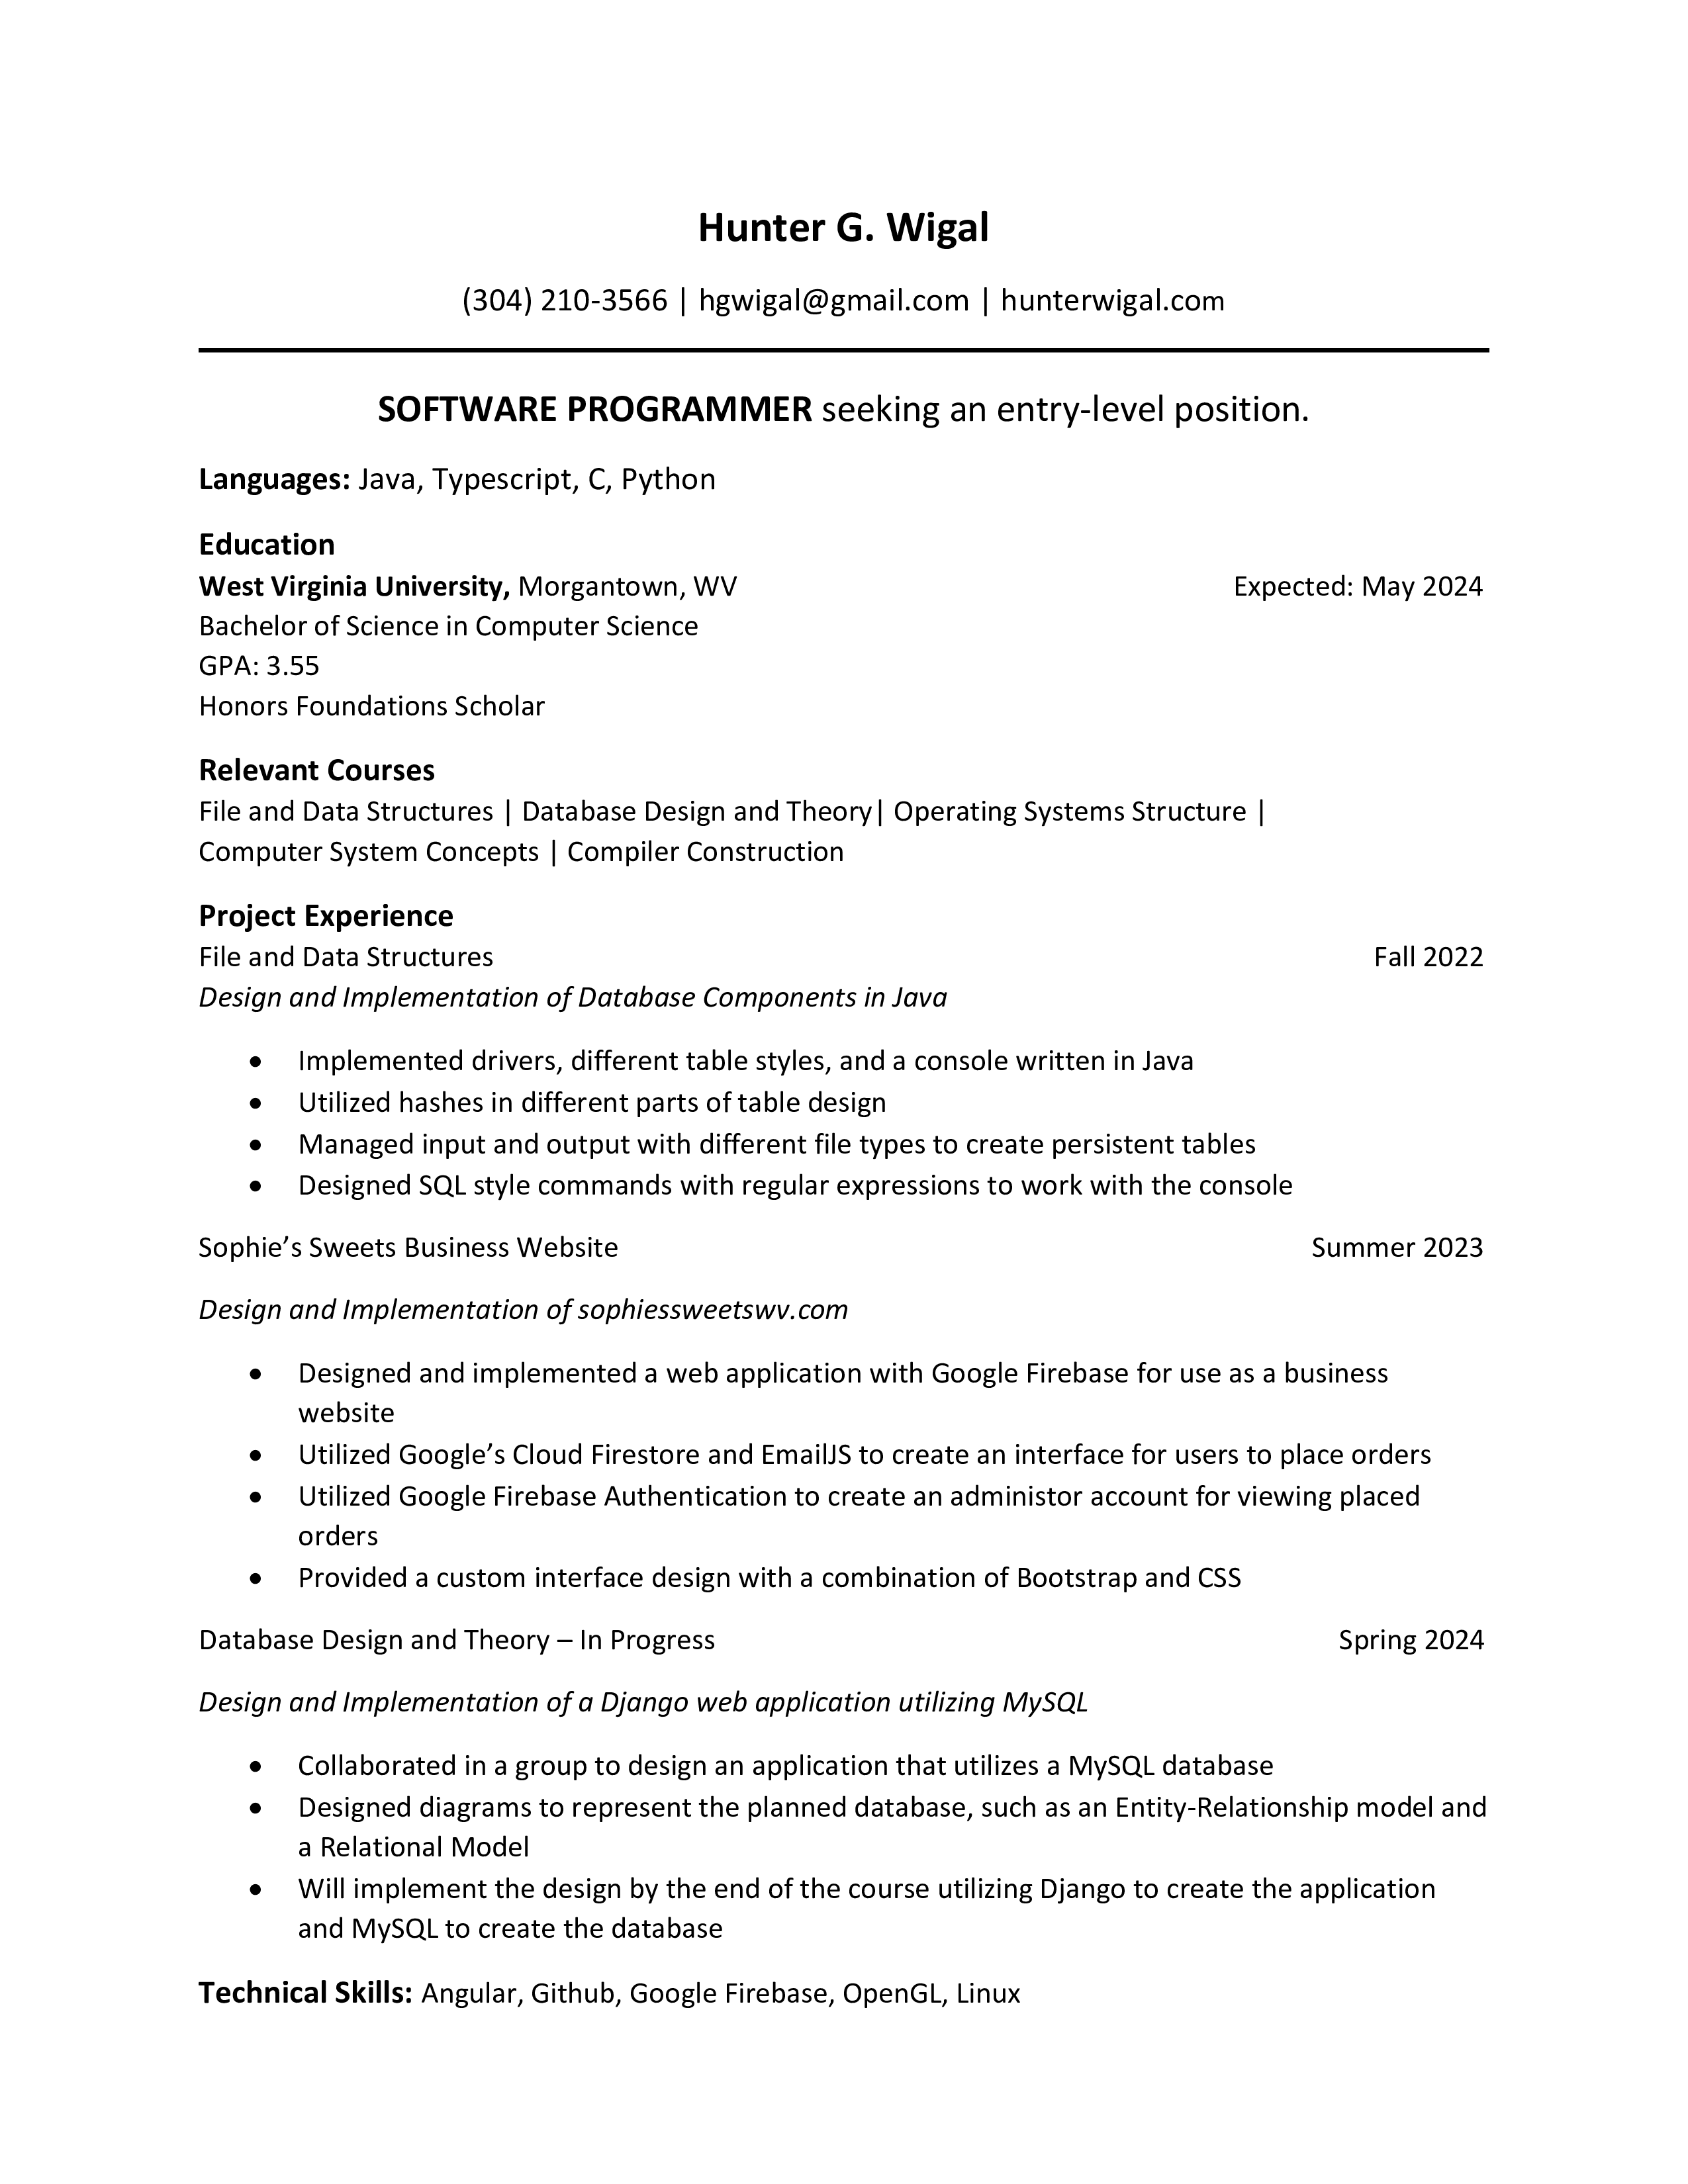 Hunter G. Wigal
(304) 210-3566 | hgwigal@gmail.com | hunterwigal.com
SOFTWARE PROGRAMMER seeking an entry-level position.
Languages: Java, Typescript, C, Python
Education
West Virginia University, Morgantown, WV Expected: May 2024
Bachelor of Science in Computer Science
GPA: 3.55
Honors Foundations Scholar
Relevant Courses
File and Data Structures | Database Design and Theory| Operating Systems Structure |
Computer System Concepts | Compiler Construction
Project Experience
File and Data Structures Fall 2022
Design and Implementation of Database Components in Java
• Implemented drivers, different table styles, and a console written in Java
• Utilized hashes in different parts of table design
• Managed input and output with different file types to create persistent tables
• Designed SQL style commands with regular expressions to work with the console
Sophie’s Sweets Business Website Summer 2023
Design and Implementation of sophiessweetswv.com
• Designed and implemented a web application with Google Firebase for use as a business
website
• Utilized Google’s Cloud Firestore and EmailJS to create an interface for users to place orders
• Utilized Google Firebase Authentication to create an administor account for viewing placed
orders
• Provided a custom interface design with a combination of Bootstrap and CSS
Database Design and Theory – In Progress Spring 2024
Design and Implementation of a Django web application utilizing MySQL
• Collaborated in a group to design an application that utilizes a MySQL database
• Designed diagrams to represent the planned database, such as an Entity-Relationship model and
a Relational Model
• Will implement the design by the end of the course utilizing Django to create the application
and MySQL to create the database
Technical Skills: Angular, Github, Google Firebase, OpenGL, Linux